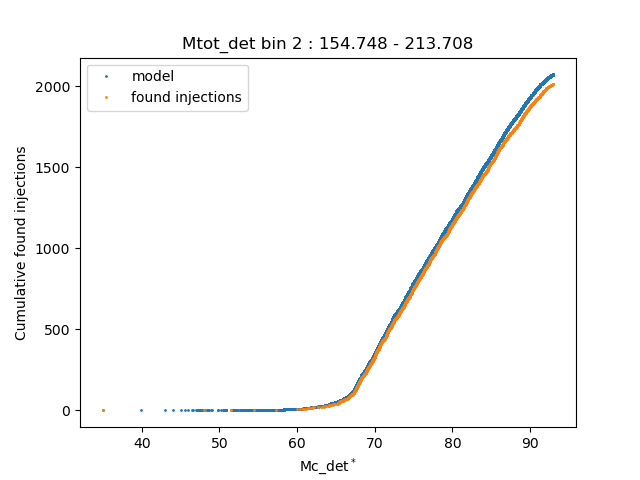 Mtot_det bin 2 : 154.748 - 213.708
model
found injections
2000
1500
1000
500
0
Cumulative found injections
40 50 60 70 80 90
Mc_det*